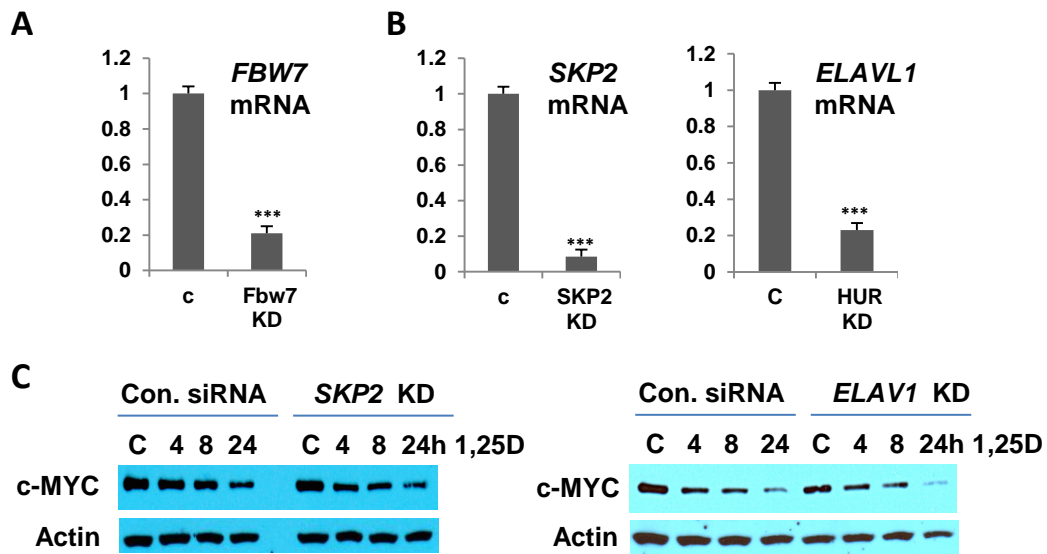 A
B
1.2
1
0.8
0.6
0.4
0.2
0
FBW7
mRNA
***
c
Fbw7
KD
1.2
1
0.8
0.6
0.4
0.2
0
SKP2
mRNA
***
c
SKP2
KD
1.2
1
0.8
0.6
0.4
0.2
0
ELAVL1
mRNA
***
C
HUR
KD
C
Con. siRNA SKP2 KD
C 4 8 24 C 4 8 24h 1,25D
c-MYC
Actin
Con. siRNA ELAV1 KD
C 4 8 24 C 4 8 24h 1,25D
c-MYC
Actin